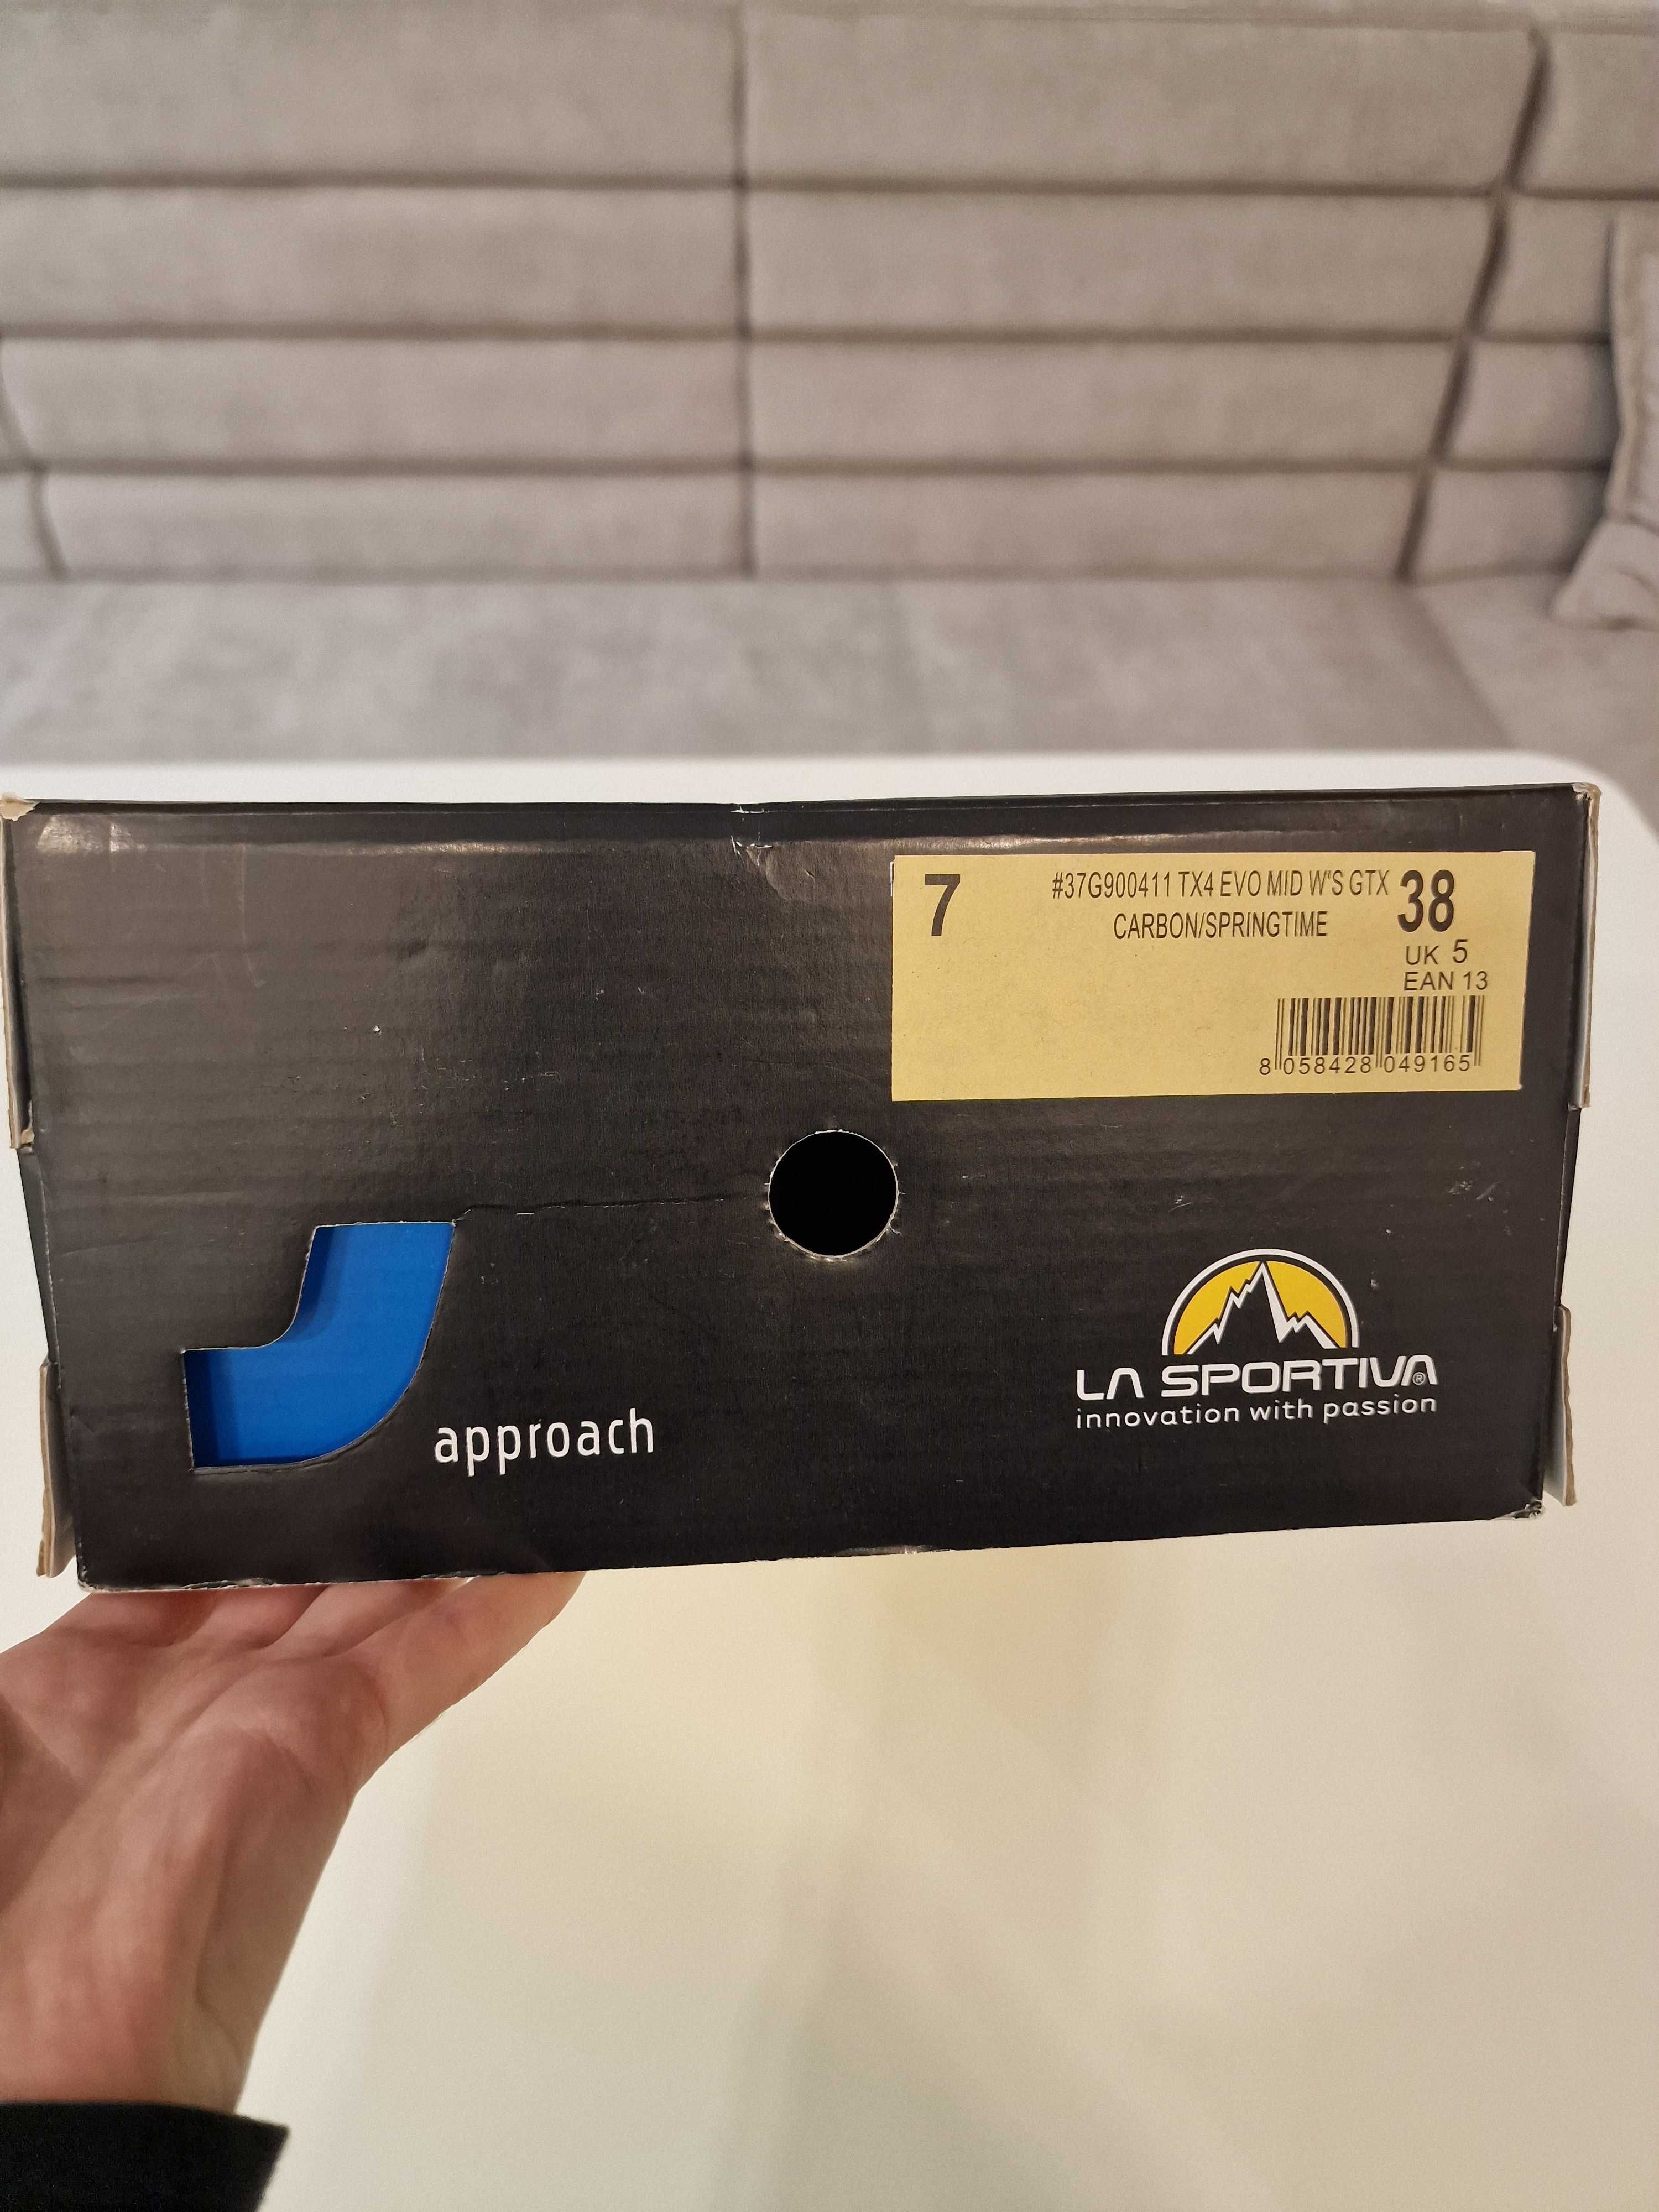 7
#37G900411 TX4 EVO MID W'S GTX 38
CARBON/SPRINGTIME
UK 5
EAN 13
8 058428 049165
LA SPORTIVA®
innovation with passion
approach